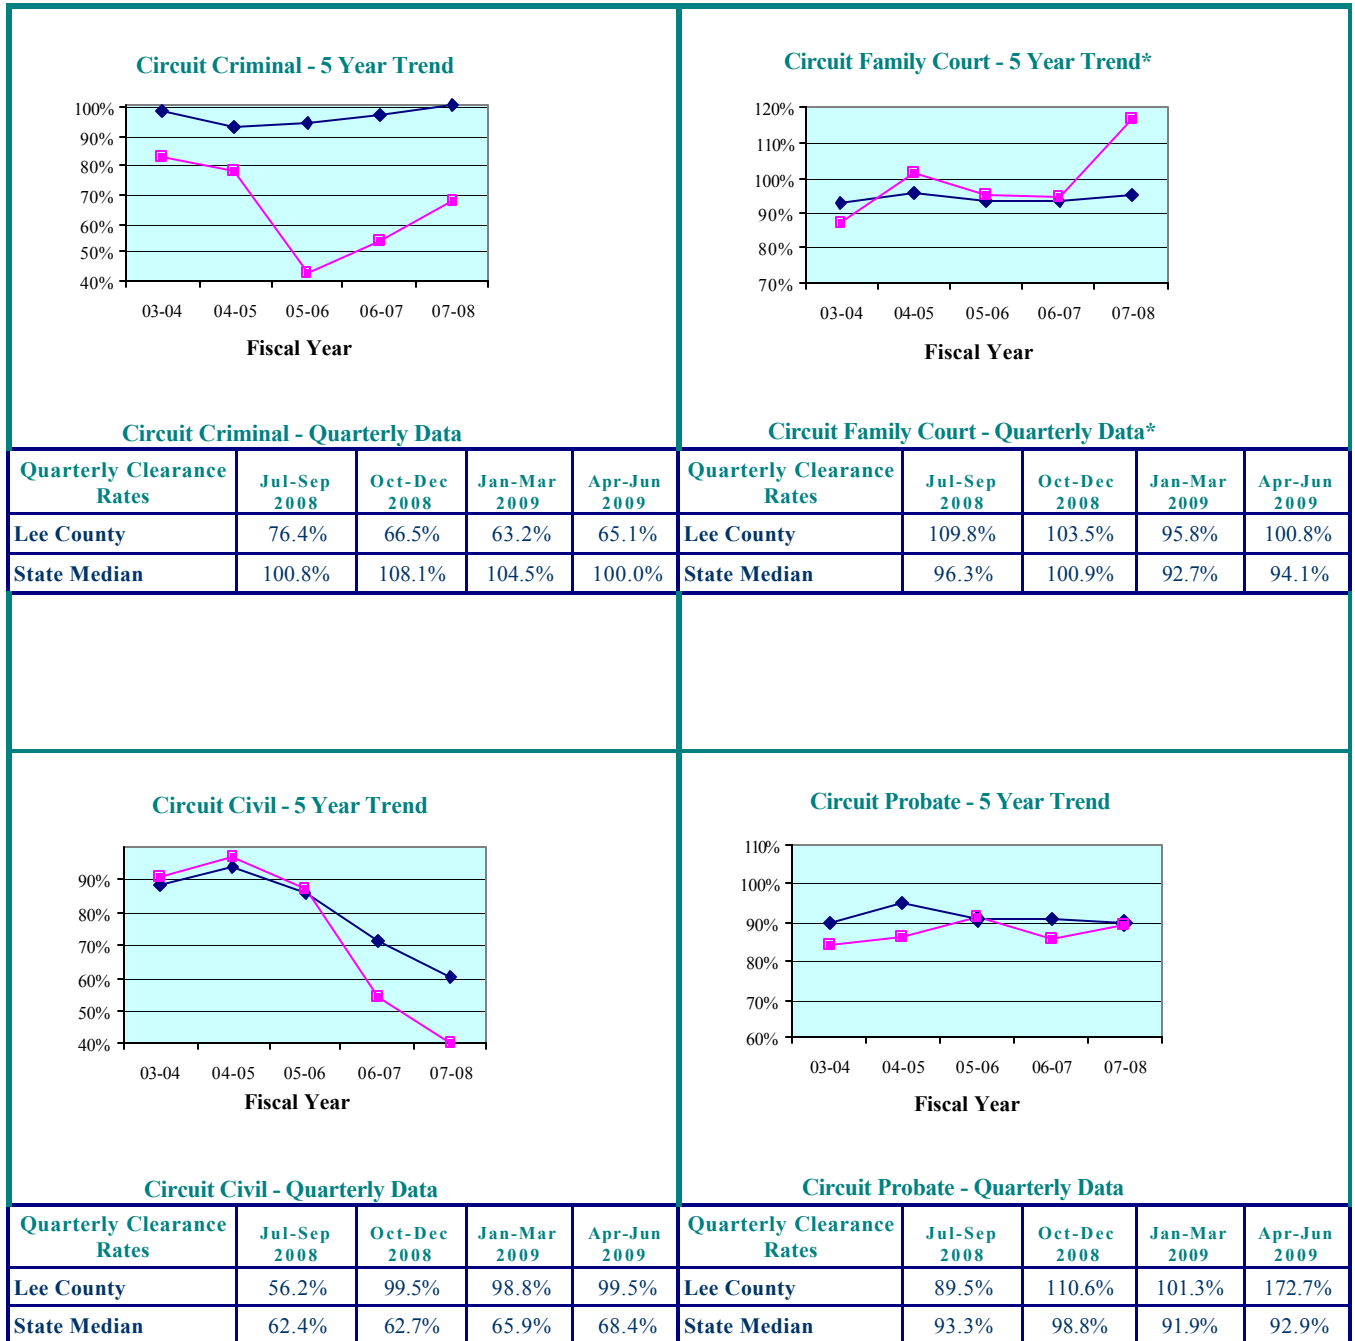 Circuit Criminal - 5 Year Trend
100%
90%
80%
70%
60%
50%
40%
03-04 04-05 05-06 06-07 07-08
Fiscal Year
Circuit Criminal - Quarterly Data
Quarterly Clearance Rates Jul-Sep 2008 Oct-Dec 2008 Jan-Mar 2009 Apr-Jun 2009
Lee County 76.4% 66.5% 63.2% 65.1%
State Median 100.8% 108.1% 104.5% 100.0%
Circuit Family Court - 5 Year Trend*
120%
110%
100%
90%
80%
70%
03-04 04-05 05-06 06-07 07-08
Fiscal Year
Circuit Family Court - Quarterly Data*
Quarterly Clearance Rates Jul-Sep 2008 Oct-Dec 2008 Jan-Mar 2009 Apr-Jun 2009
Lee County 109.8% 103.5% 95.8% 100.8%
State Median 96.3% 100.9% 92.7% 94.1%
Circuit Civil - 5 Year Trend
90%
80%
70%
60%
50%
40%
03-04 04-05 05-06 06-07 07-08
Fiscal Year
Circuit Civil - Quarterly Data
Quarterly Clearance Rates Jul-Sep 2008 Oct-Dec 2008 Jan-Mar 2009 Apr-Jun 2009
Lee County 56.2% 99.5% 98.8% 99.5%
State Median 62.4% 62.7% 65.9% 68.4%
Circuit Probate - 5 Year Trend
110%
100%
90%
80%
70%
60%
03-04 04-05 05-06 06-07 07-08
Fiscal Year
Circuit Probate - Quarterly Data
Quarterly Clearance Rates Jul-Sep 2008 Oct-Dec 2008 Jan-Mar 2009 Apr-Jun 2009
Lee County 89.5% 110.6% 101.3% 172.7%
State Median 93.3% 98.8% 91.9% 92.9%